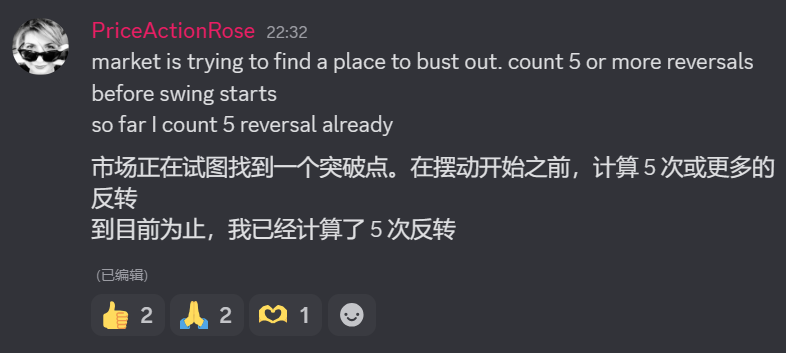 PriceActionRose 22:32
market is trying to find a place to bust out. count 5 or more reversals
before swing starts
so far I count 5 reversal already
市场正在试图找到一个突破点。在摆动开始之前，计算 5 次或更多的
反转
到目前为止，我已经计算了 5 次反转
(已编辑)
2 2 1